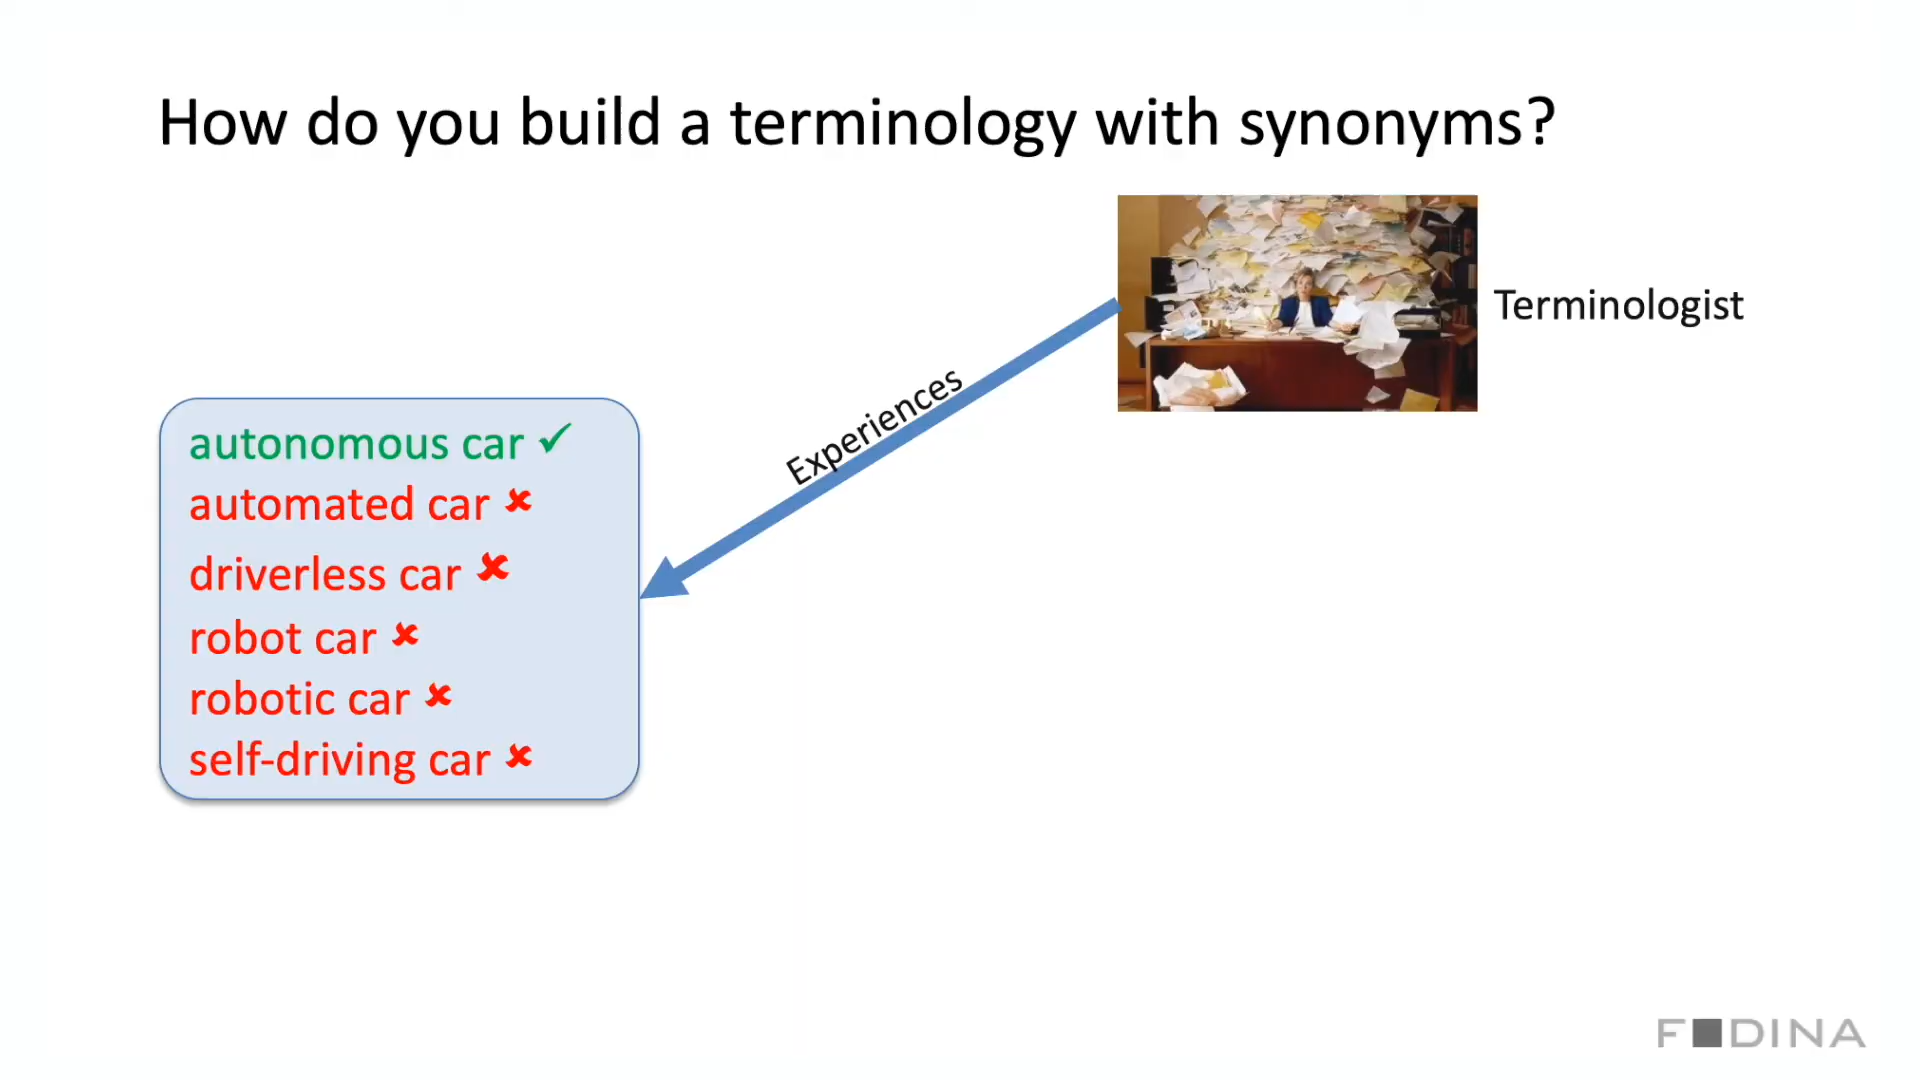 How do you build a terminology with synonyms?
Terminologist
Experiences
autonomous car ✓
automated car ✘
driverless car ✘
robot car ✘
robotic car ✘
self-driving car ✘
F■DINA